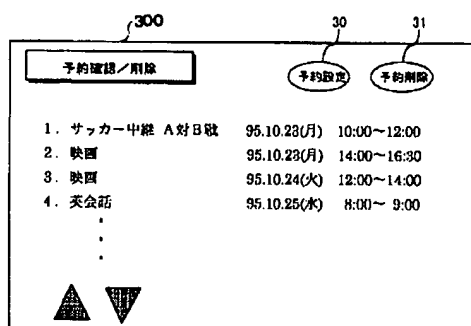 300 30 31
予約確認/削除 予約設定 予約削除
1. サッカー中継 A対B戦 95.10.23(月) 10:00~12:00
2. 映画 95.10.23(月) 14:00~16:30
3. 映画 95.10.24(火) 12:00~14:00
4. 英会話 95.10.25(水) 8:00~ 9:00